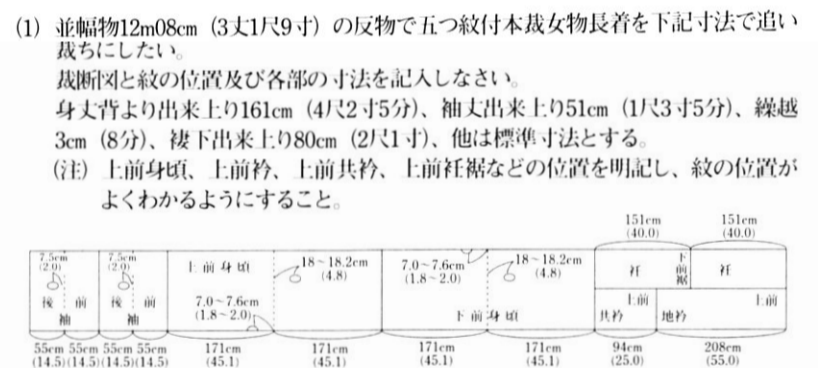 (1) 並幅物12m08cm（3丈1尺9寸）の反物で五つ紋付本裁女物長着を下記寸法で追い
裁ちにしたい。
裁断図と紋の位置及び各部の寸法を記入しなさい。
身丈背より出来上り161cm（4尺2寸5分）、袖丈出来上り51cm（1尺3寸5分）、繰越
3cm（8分）、褄下出来上り80cm（2尺1寸）、他は標準寸法とする。
（注） 上前身頃、上前衿、上前共衿、上前衽裾などの位置を明記し、紋の位置が
よくわかるようにすること。
151cm 151cm
(40.0) (40.0)
7.5cm 7.5cm
(2.0) (2.0)
上前身頃
18～18.2cm
(4.8)
7.0～7.6cm
(1.8～2.0)
18～18.2cm
(4.8)
衽 下前裾 衽
後 前 後 前
袖 袖
7.0～7.6cm
(1.8～2.0)
下前身頃
上前 上前
共衿 地衿
55cm 55cm 55cm 55cm 171cm 171cm 171cm 171cm 94cm 208cm
(14.5) (14.5) (14.5) (14.5) (45.1) (45.1) (45.1) (45.1) (25.0) (55.0)